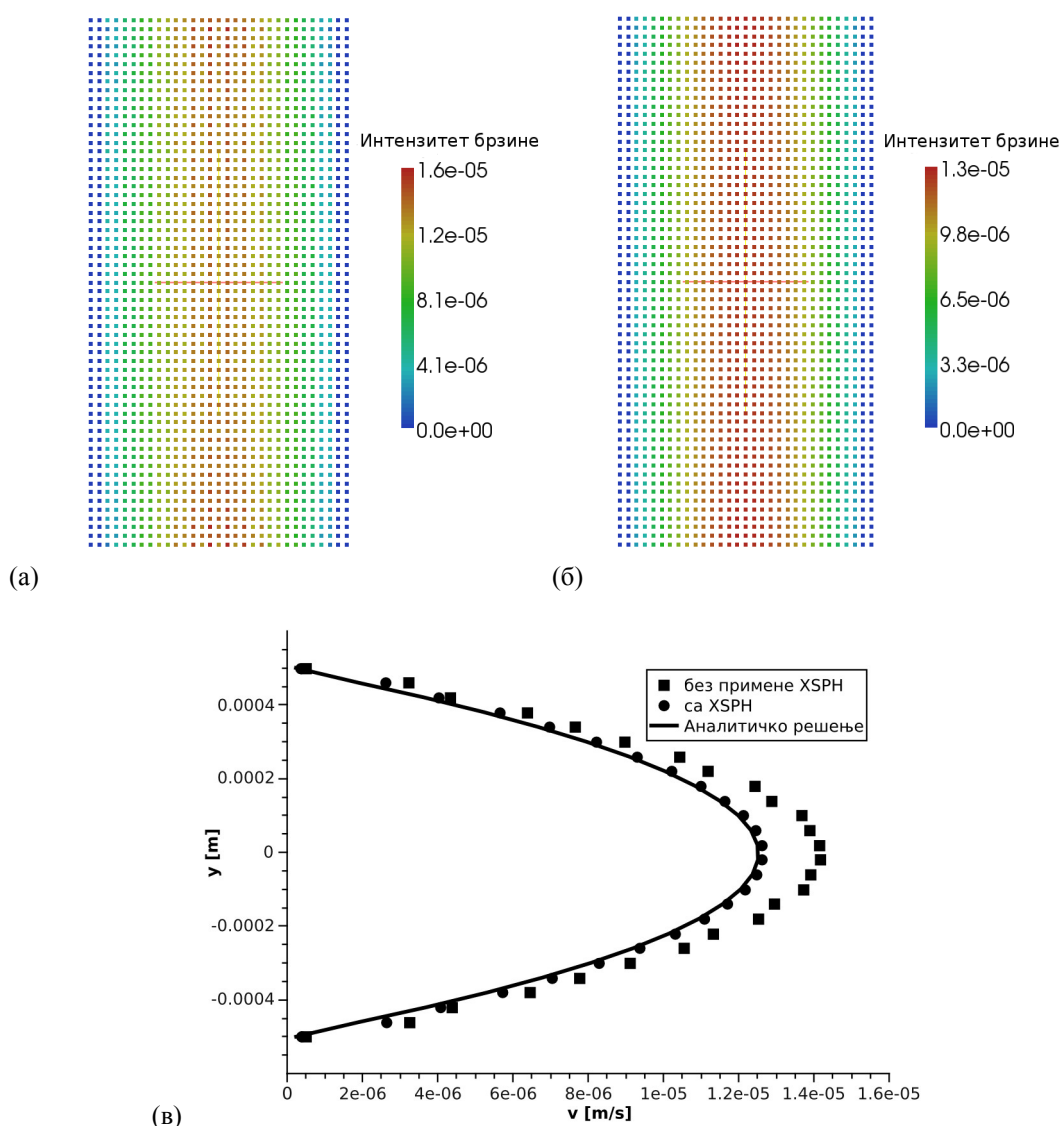 Интензитет брзине
1.6e-05
1.2e-05
8.1e-06
4.1e-06
0.0e+00
(а)
Интензитет брзине
1.3e-05
9.8e-06
6.5e-06
3.3e-06
0.0e+00
(б)
без примене XSPH
са XSPH
Аналитичко решење
y [m]
0.0004
0.0002
0
-0.0002
-0.0004
0
2e-06
4e-06
6e-06
8e-06
1e-05
1.2e-05
1.4e-05
1.6e-05
v [m/s]
(в)